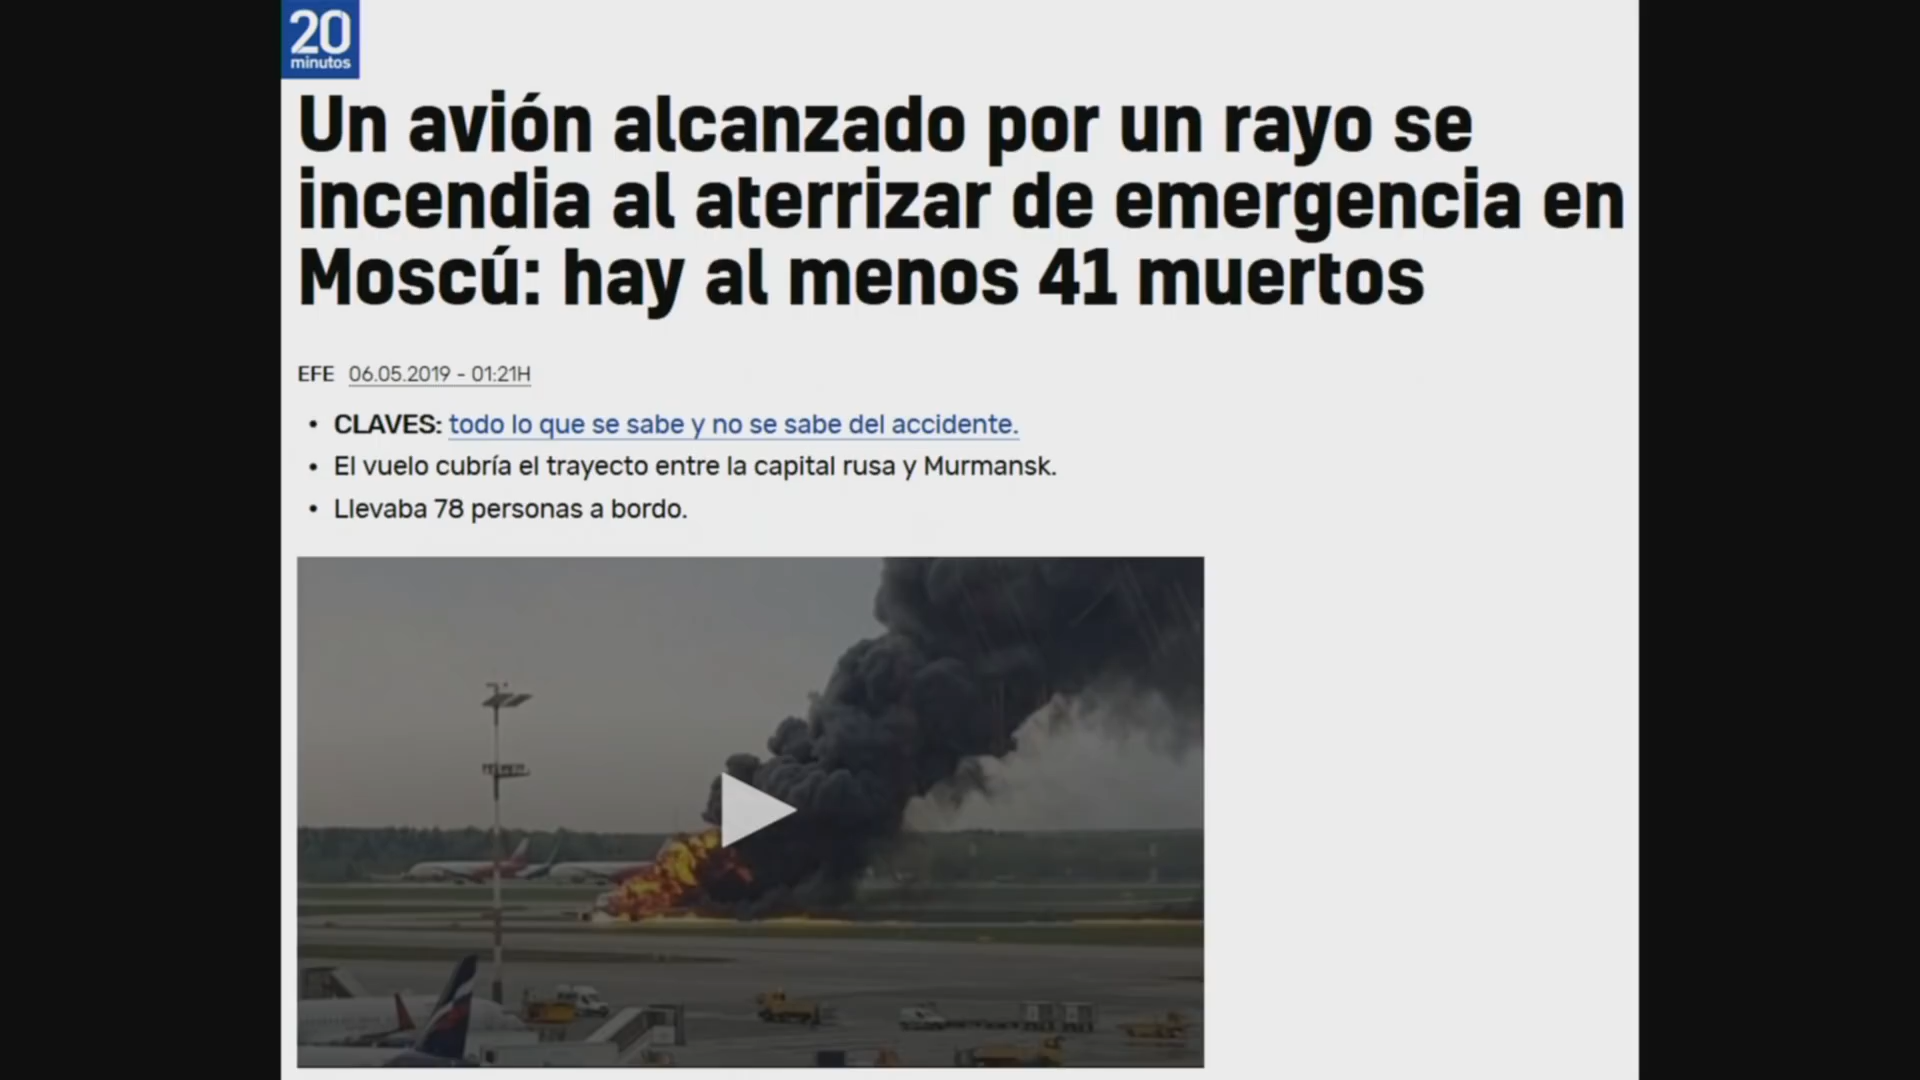 20
minutos
Un avión alcanzado por un rayo se
incendia al aterrizar de emergencia en
Moscú: hay al menos 41 muertos
EFE 06.05.2019 - 01:21H
• CLAVES: todo lo que se sabe y no se sabe del accidente.
• El vuelo cubría el trayecto entre la capital rusa y Murmansk.
• Llevaba 78 personas a bordo.